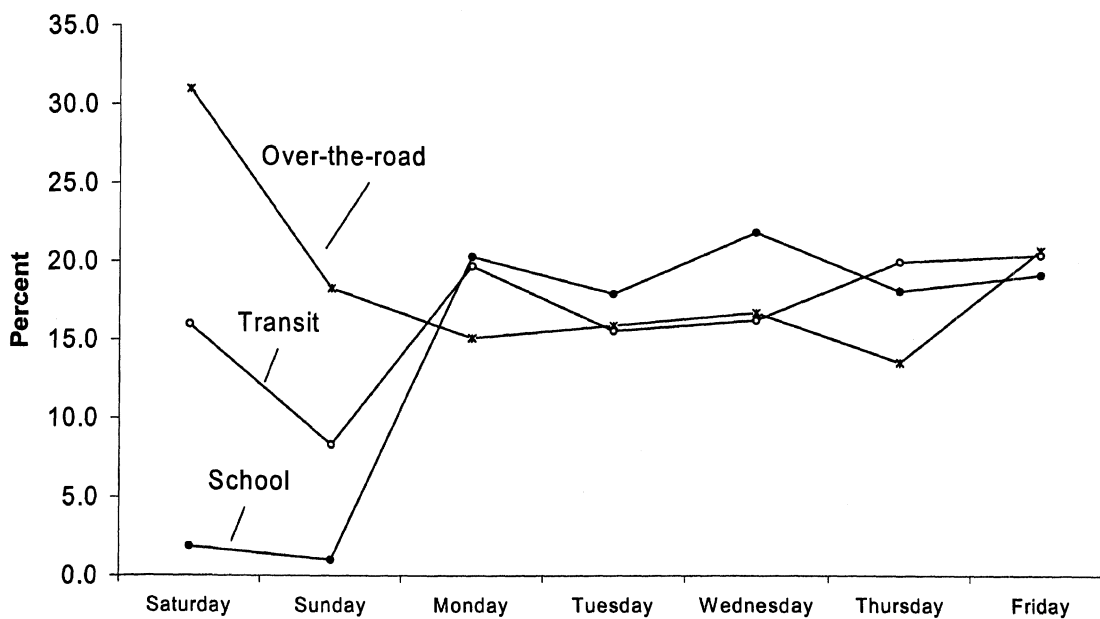 35.0
30.0
25.0
20.0
15.0
10.0
5.0
0.0
Percent
Over-the-road
Transit
School
Saturday Sunday Monday Tuesday Wednesday Thursday Friday